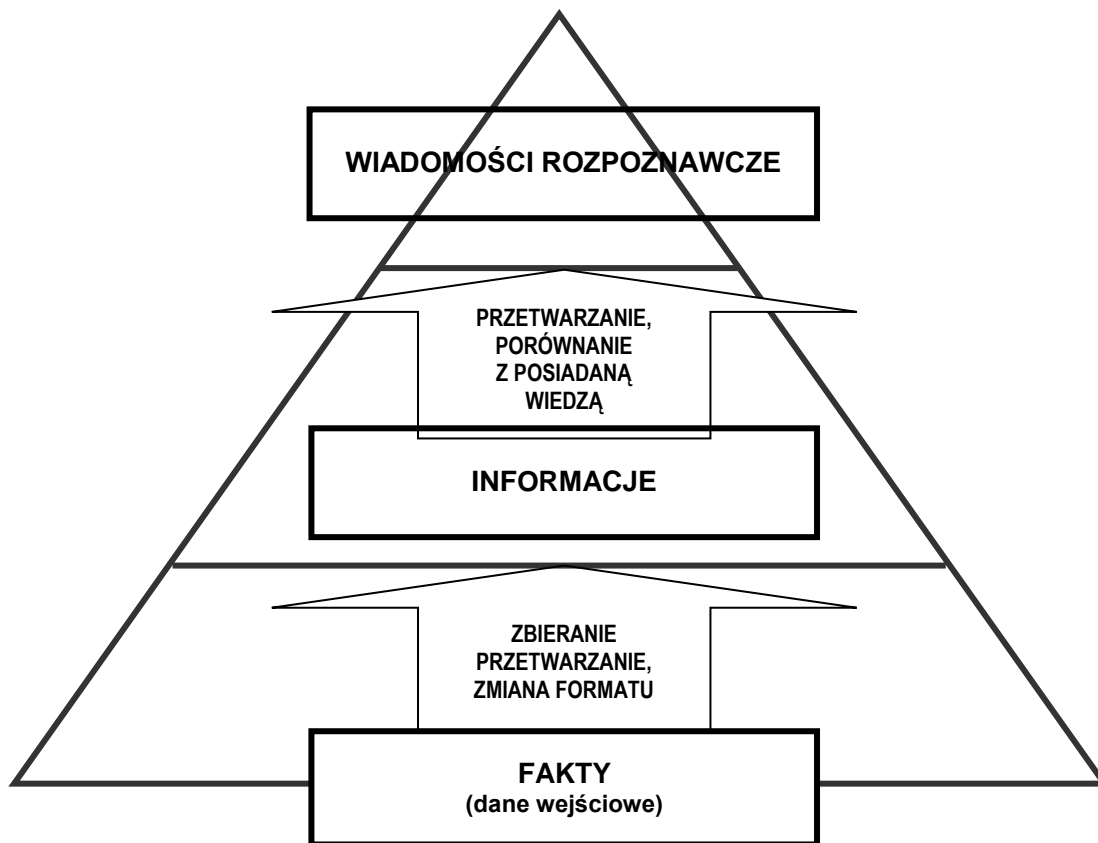 WIADOMOŚCI ROZPOZNAWCZE
PRZETWARZANIE,
PORÓWNANIE
Z POSIADANĄ
WIEDZĄ
INFORMACJE
ZBIERANIE
PRZETWARZANIE,
ZMIANA FORMATU
FAKTY
(dane wejściowe)